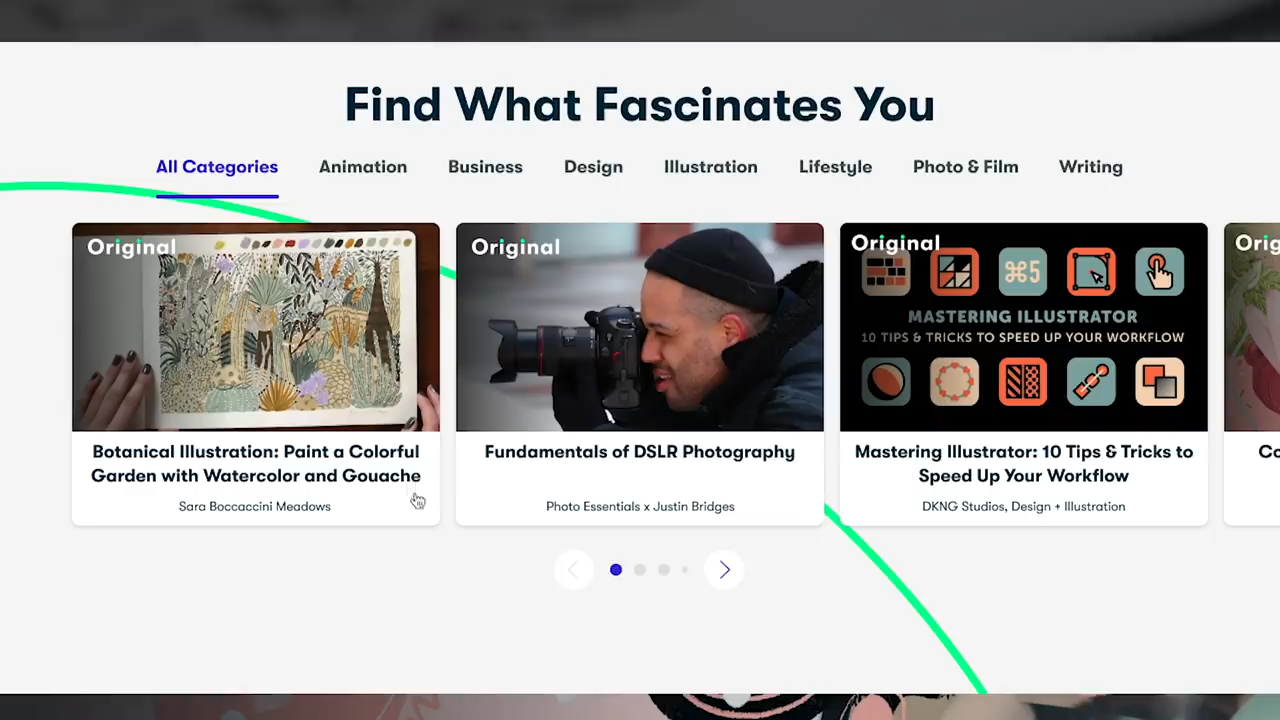 Find What Fascinates You
All Categories Animation Business Design Illustration Lifestyle Photo & Film Writing
Original
Original
Original
⌘5
MASTERING ILLUSTRATOR
10 TIPS & TRICKS TO SPEED UP YOUR WORKFLOW
Botanical Illustration: Paint a Colorful
Garden with Watercolor and Gouache
Sara Boccaccini Meadows
Fundamentals of DSLR Photography
Photo Essentials x Justin Bridges
Mastering Illustrator: 10 Tips & Tricks to
Speed Up Your Workflow
DKNG Studios, Design + Illustration